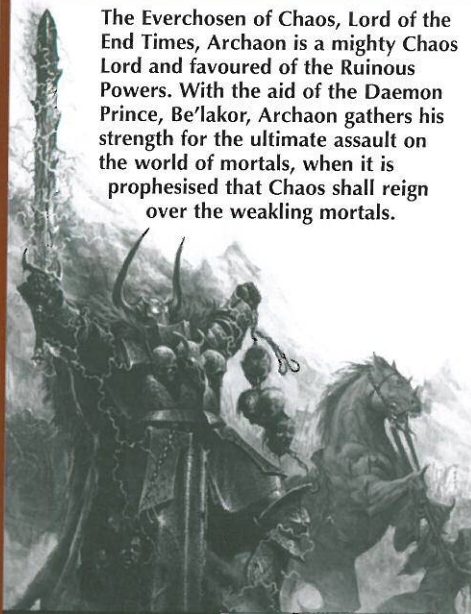 The Everchosen of Chaos, Lord of the
End Times, Archaon is a mighty Chaos
Lord and favoured of the Ruinous
Powers. With the aid of the Daemon
Prince, Be'lakor, Archaon gathers his
strength for the ultimate assault on
the world of mortals, when it is
prophesised that Chaos shall reign
over the weakling mortals.